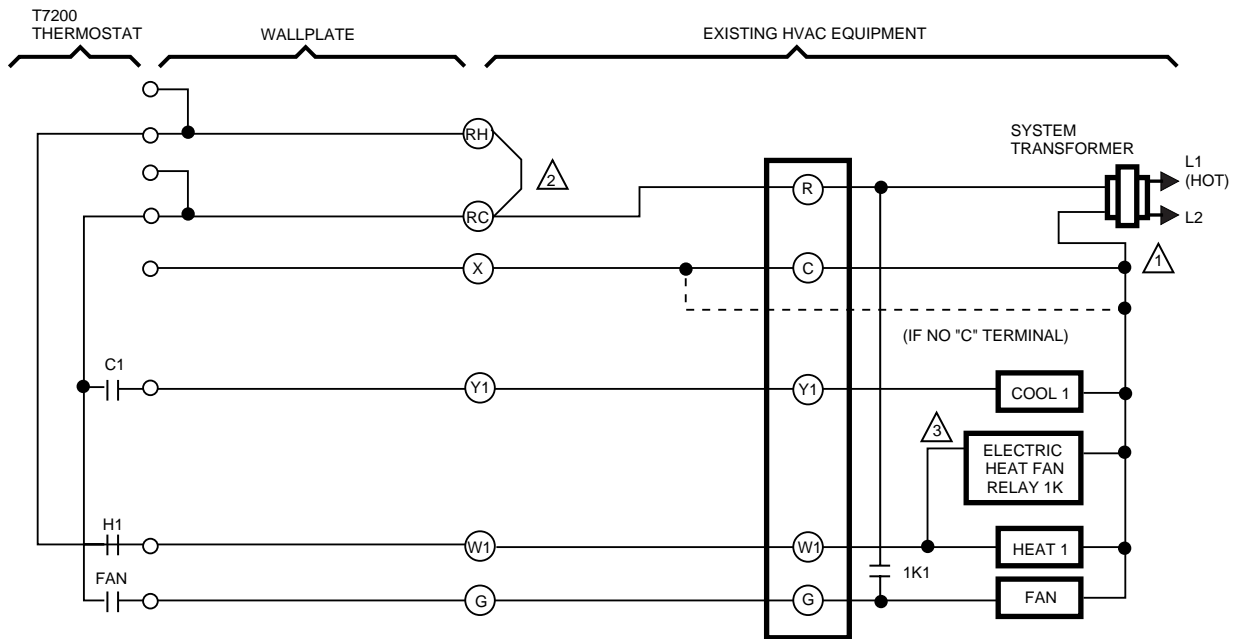 T7200
THERMOSTAT
WALLPLATE
EXISTING HVAC EQUIPMENT
RH
SYSTEM
TRANSFORMER
L1
(HOT)
2
R
RC
L2
X
C
1
(IF NO "C" TERMINAL)
C1
Y1
Y1
COOL 1
3
ELECTRIC
HEAT FAN
RELAY 1K
H1
W1
W1
HEAT 1
FAN
1K1
G
G
FAN